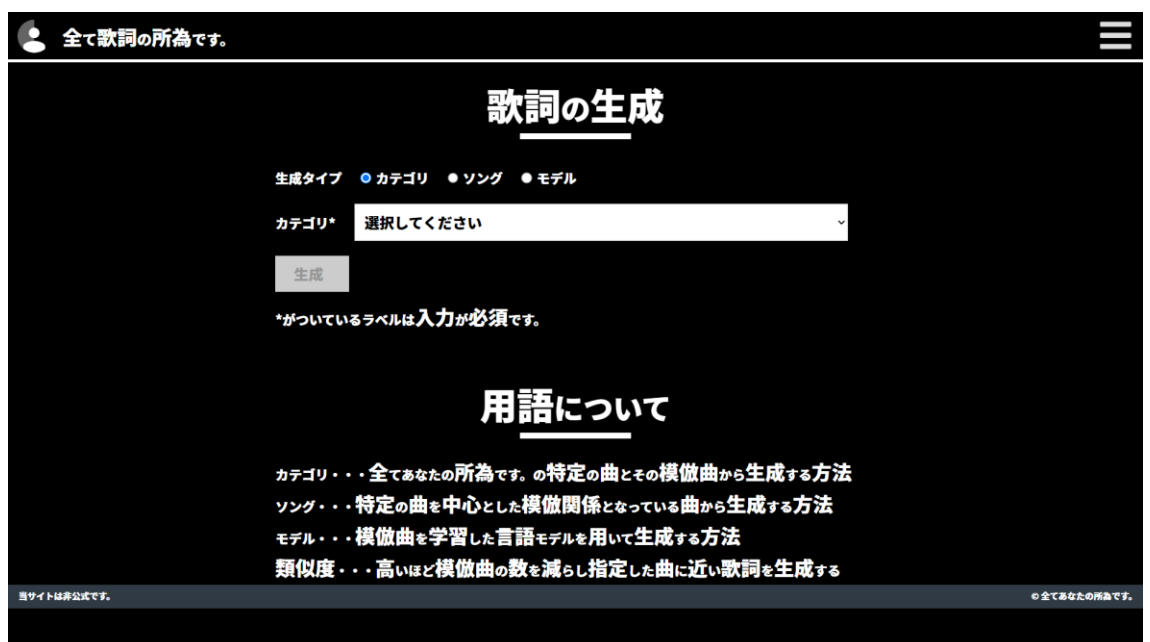 全て歌詞の所為です。
歌詞の生成
生成タイプ カテゴリ ソング モデル
カテゴリ* 選択してください
生成
*がついているラベルは入力が必須です。
用語について
カテゴリ・・・全てあなたの所為です。の特定の曲とその模倣曲から生成する方法
ソング・・・特定の曲を中心とした模倣関係となっている曲から生成する方法
モデル・・・模倣曲を学習した言語モデルを用いて生成する方法
類似度・・・高いほど模倣曲の数を減らし指定した曲に近い歌詞を生成する
当サイトは非公式です。 © 全てあなたの所為です。